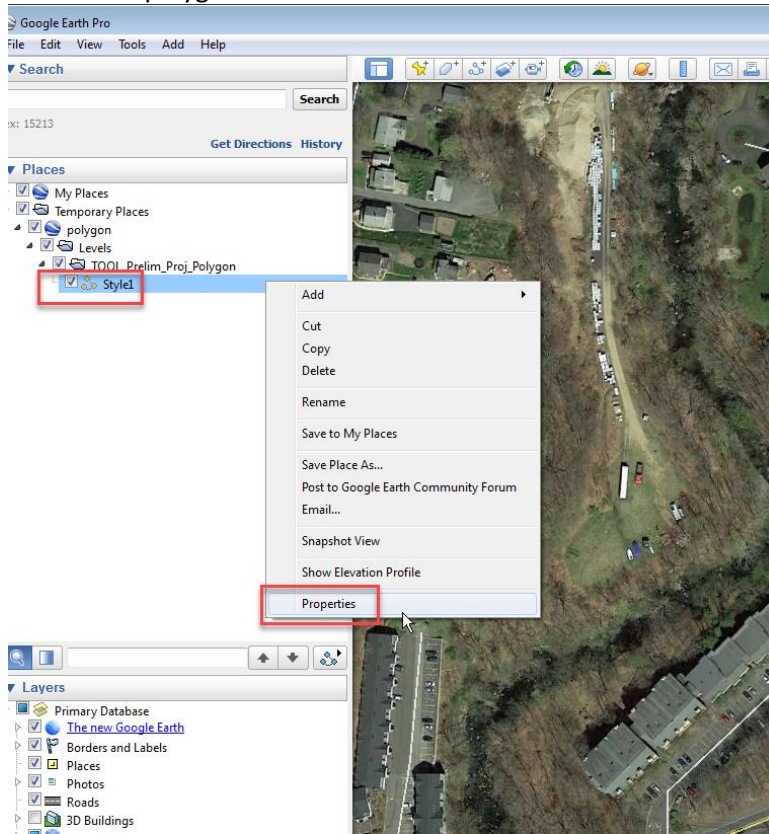 Google Earth Pro
File Edit View Tools Add Help
Search
Search
ex: 15213
Get Directions History
Places
My Places
Temporary Places
polygon
Levels
TOOL_Prelim_Proj_Polygon
Style1
Add
Cut
Copy
Delete
Rename
Save to My Places
Save Place As...
Post to Google Earth Community Forum
Email...
Snapshot View
Show Elevation Profile
Properties
Layers
Primary Database
The new Google Earth
Borders and Labels
Places
Photos
Roads
3D Buildings